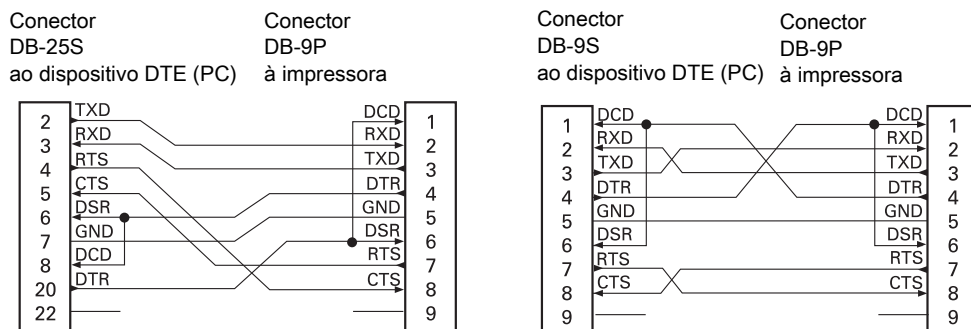 Conector
DB-25S
ao dispositivo DTE (PC)
Conector
DB-9P
à impressora
2 TXD DCD 1
3 RXD RXD 2
4 RTS TXD 3
5 CTS DTR 4
6 DSR GND 5
7 GND DSR 6
8 DCD RTS 7
20 DTR CTS 8
22 9
Conector
DB-9S
ao dispositivo DTE (PC)
Conector
DB-9P
à impressora
1 DCD DCD 1
2 RXD RXD 2
3 TXD TXD 3
4 DTR DTR 4
5 GND GND 5
6 DSR DSR 6
7 RTS RTS 7
8 CTS CTS 8
9 9